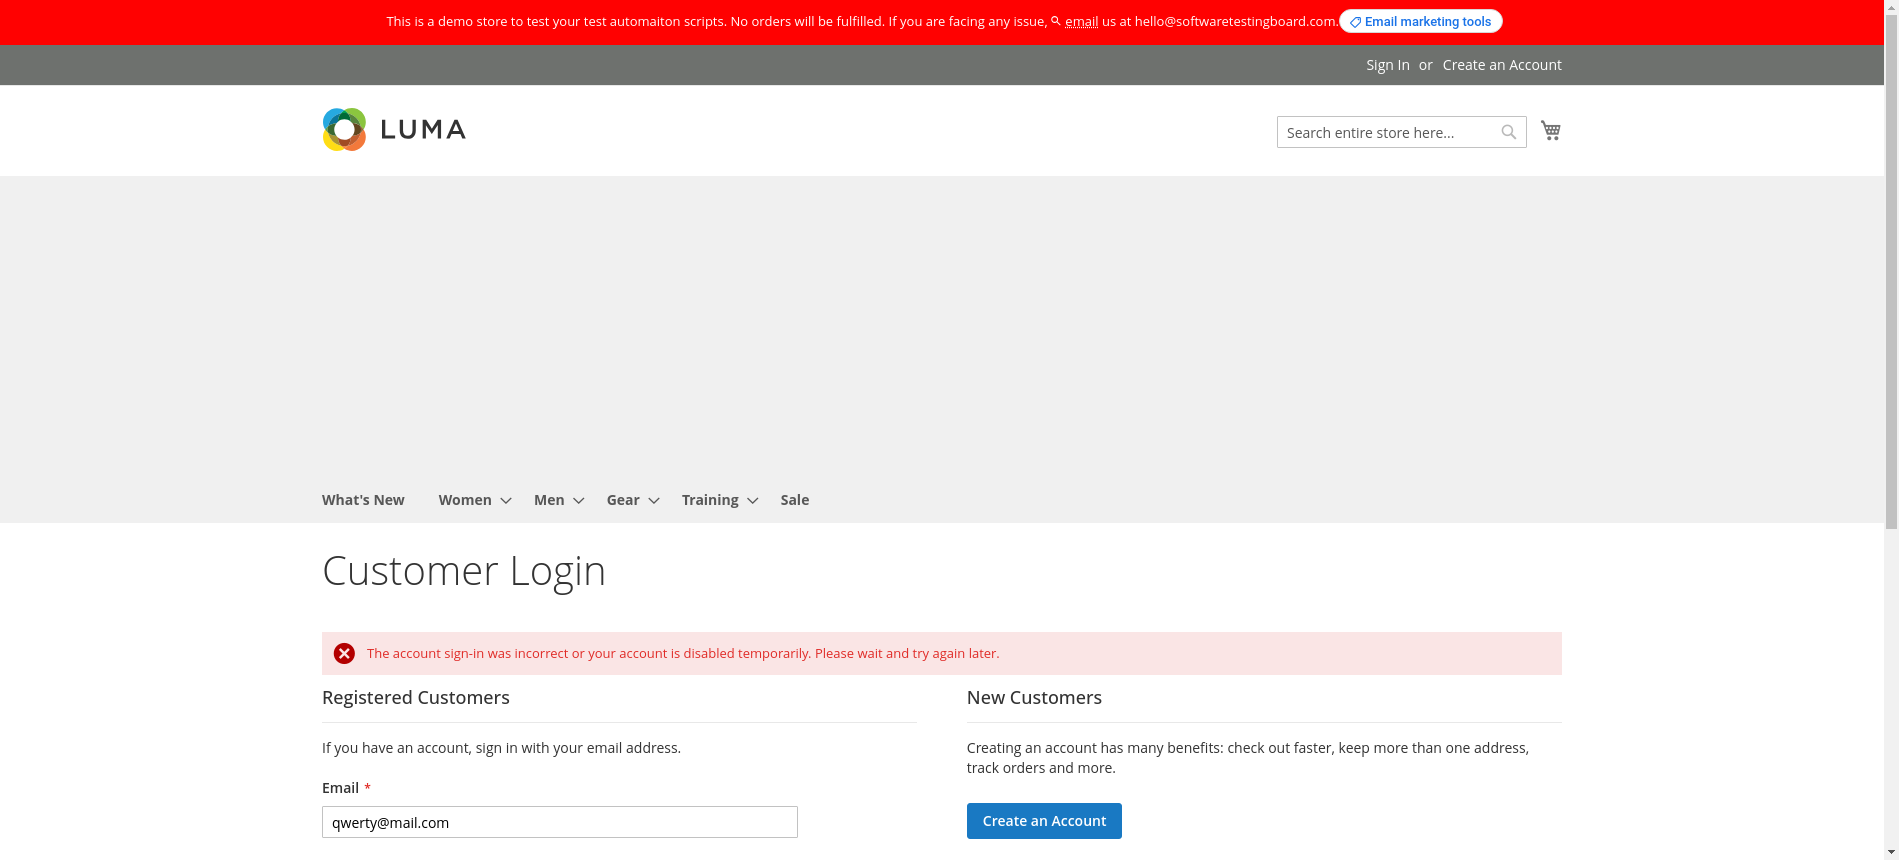 This is a demo store to test your test automaiton scripts. No orders will be fulfilled. If you are facing any issue, email us at hello@softwaretestingboard.com. Email marketing tools
Sign In or Create an Account
LUMA
Search entire store here...
What's New Women Men Gear Training Sale
Customer Login
The account sign-in was incorrect or your account is disabled temporarily. Please wait and try again later.
Registered Customers
If you have an account, sign in with your email address.
Email *
qwerty@mail.com
New Customers
Creating an account has many benefits: check out faster, keep more than one address,
track orders and more.
Create an Account